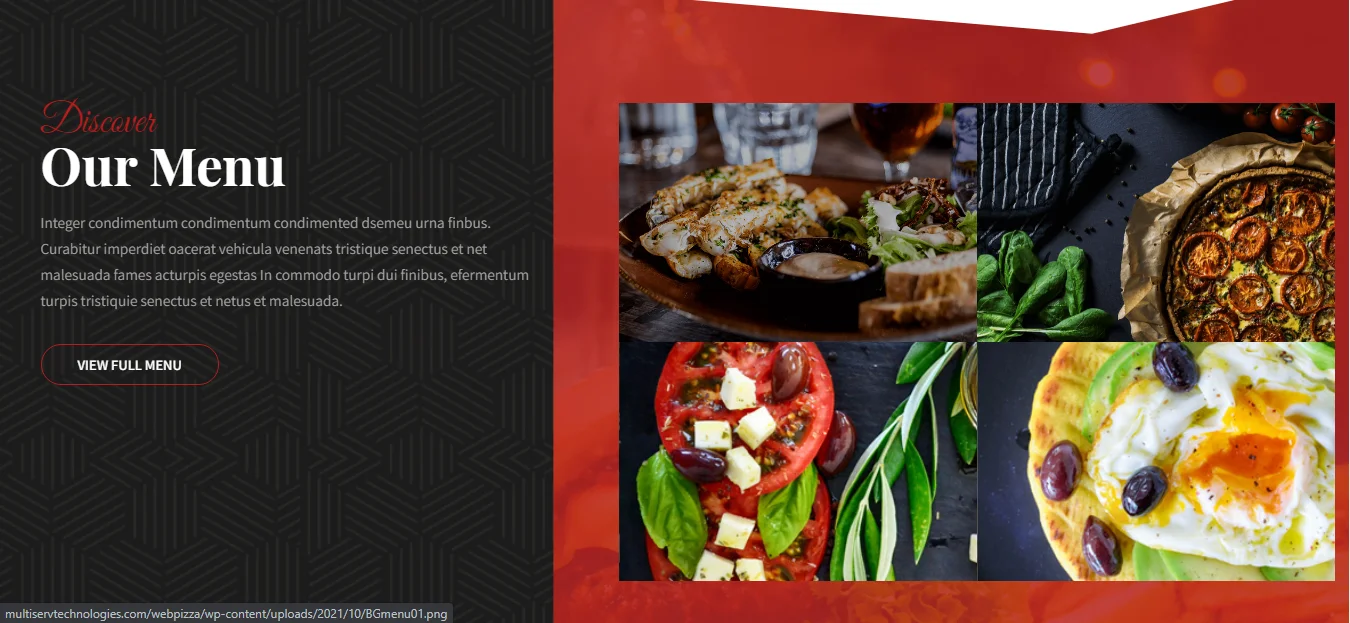 Discover
Our Menu
Integer condimentum condimentum condimented dsemeu urna finbus.
Curabitur imperdiet oacerat vehicula venenats tristique senectus et net
malesuada fames acturpis egestas In commodo turpi dui finibus, efermentum
turpis tristiquie senectus et netus et malesuada.
VIEW FULL MENU
multiservtechnologies.com/webpizza/wp-content/uploads/2021/10/BGmenu01.png